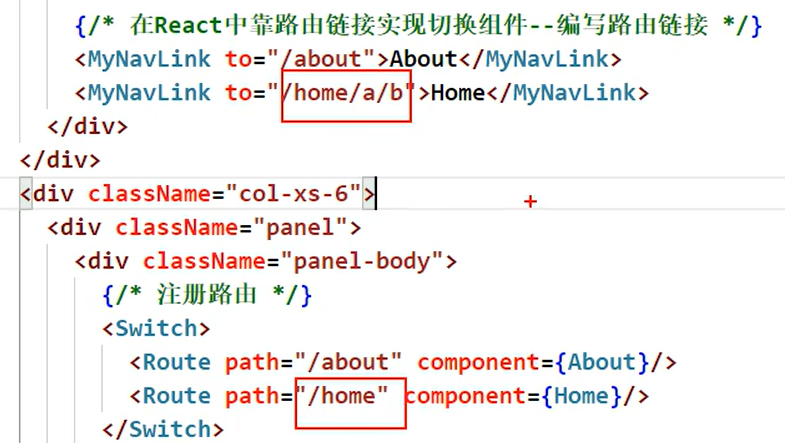 {/* 在React中靠路由链接实现切换组件--编写路由链接 */}
<MyNavLink to="/about">About</MyNavLink>
<MyNavLink to="/home/a/b">Home</MyNavLink>
</div>
</div>
<div className="col-xs-6">
<div className="panel">
<div className="panel-body">
{/* 注册路由 */}
<Switch>
<Route path="/about" component={About}/>
<Route path="/home" component={Home}/>
</Switch>